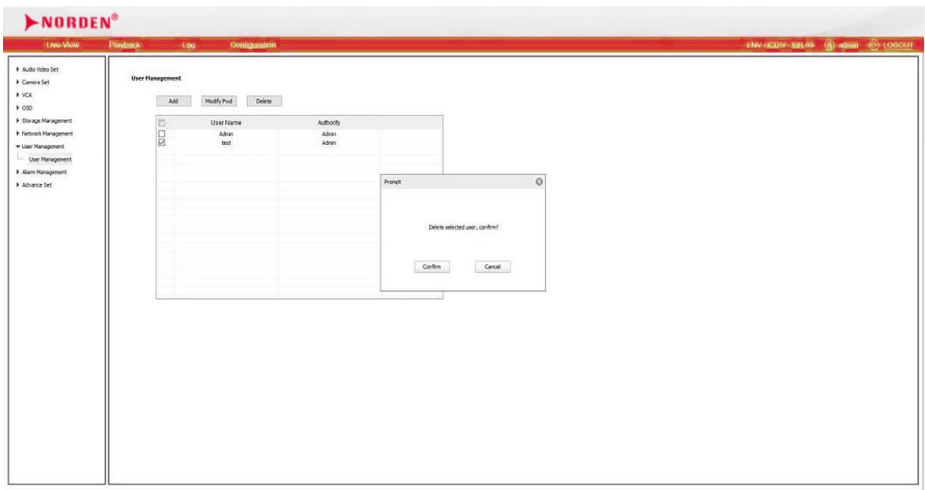 NORDEN®
Live View Playback Log Configuration admin LOGOUT
Audio Video Set
Camera Set
VCA
OSD
Storage Management
Network Management
User Management
User Management
Alarm Management
Advance Set
User Management
Add Modify Pwd Delete
User Name Authority
Admin Admin
test Admin
Prompt
Delete selected user, confirm?
Confirm Cancel